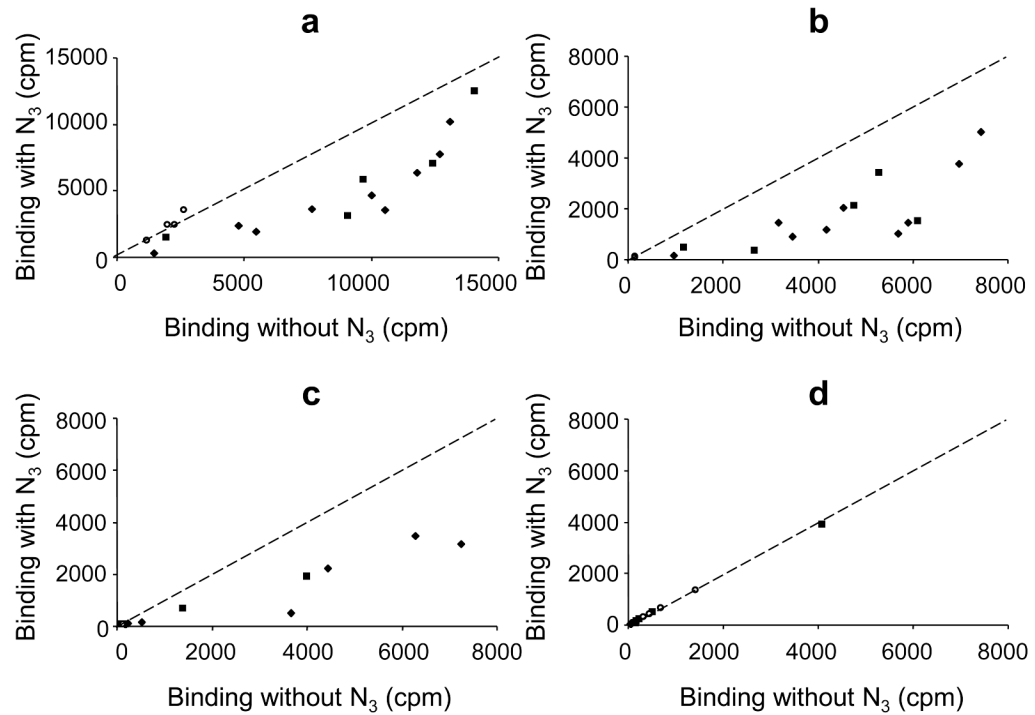 a
Binding with N₃ (cpm)
15000
10000
5000
0
0 5000 10000 15000
Binding without N₃ (cpm)
b
Binding with N₃ (cpm)
8000
6000
4000
2000
0
0 2000 4000 6000 8000
Binding without N₃ (cpm)
c
Binding with N₃ (cpm)
8000
6000
4000
2000
0
0 2000 4000 6000 8000
Binding without N₃ (cpm)
d
Binding with N₃ (cpm)
8000
6000
4000
2000
0
0 2000 4000 6000 8000
Binding without N₃ (cpm)